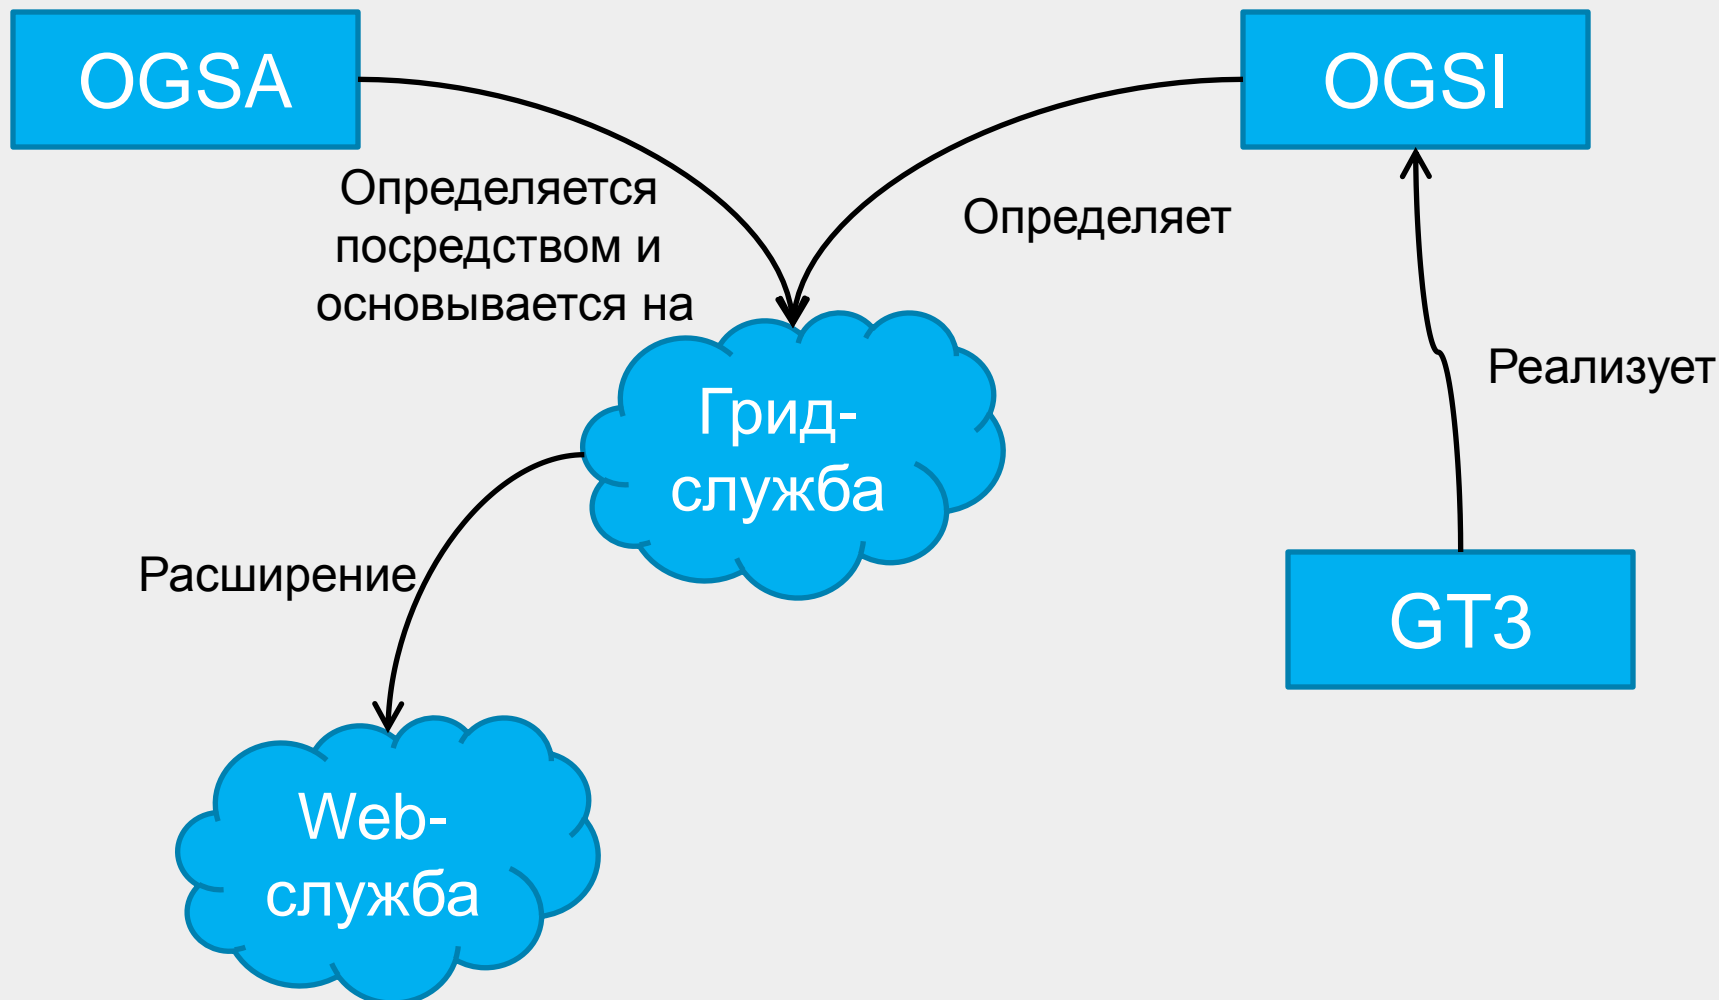 OGSA
OGSI
Определяется
посредством и
основывается на
Определяет
Реализует
Грид-
служба
Расширение
GT3
Web-
служба